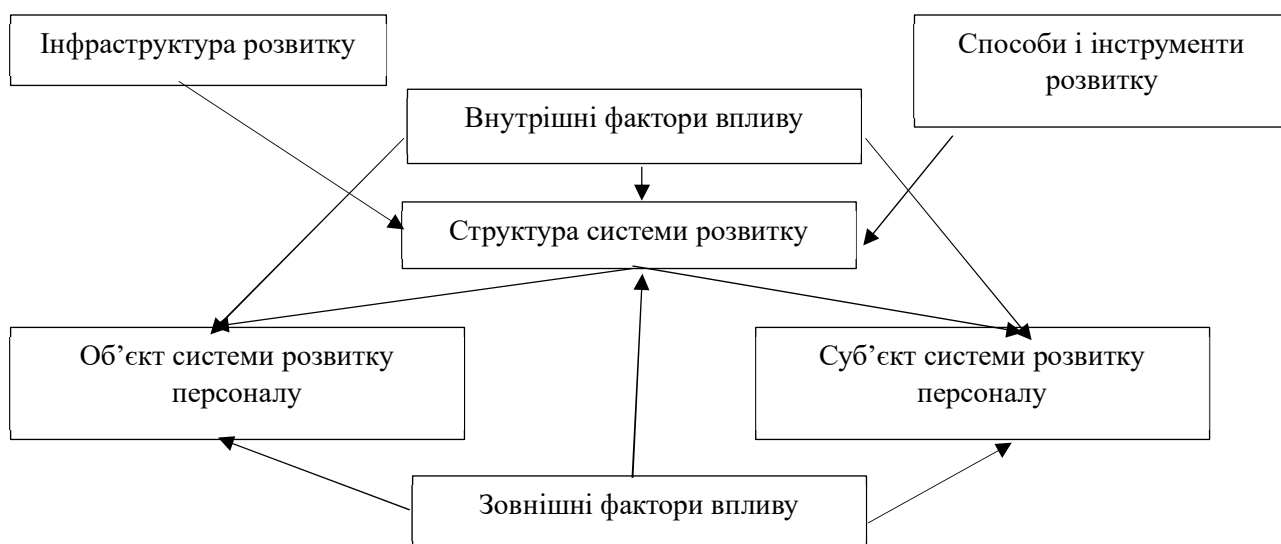 Інфраструктура розвитку
Способи і інструменти
розвитку
Внутрішні фактори впливу
Структура системи розвитку
Об’єкт системи розвитку
персоналу
Суб’єкт системи розвитку
персоналу
Зовнішні фактори впливу